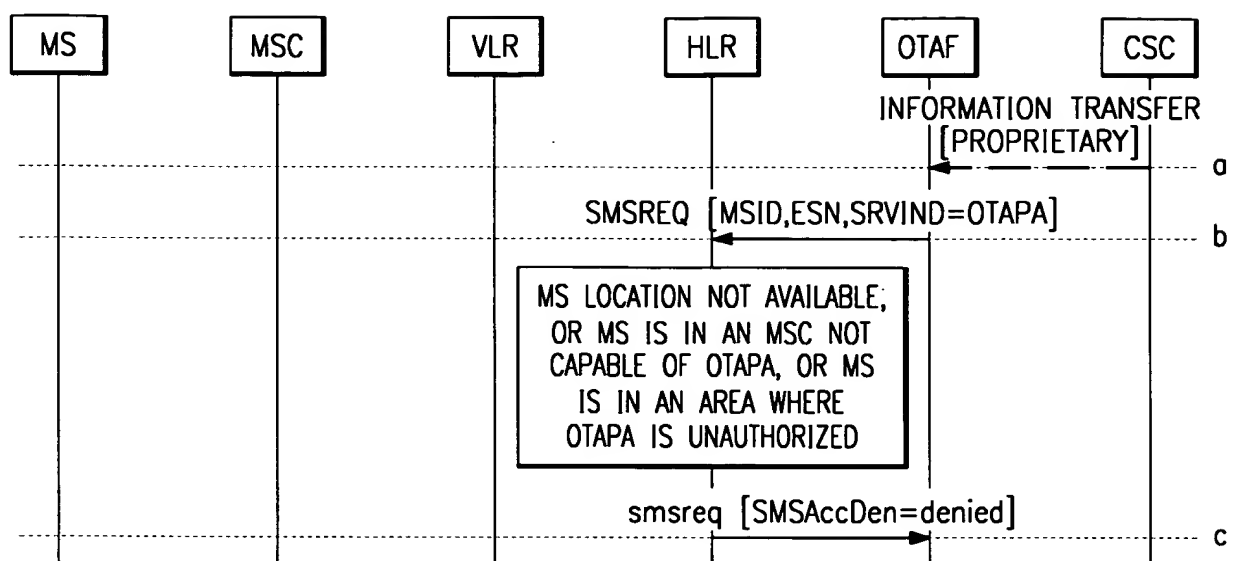 MS MSC VLR HLR OTAF CSC
INFORMATION TRANSFER
[PROPRIETARY]
a
SMSREQ [MSID,ESN,SRVIND=OTAPA]
b
MS LOCATION NOT AVAILABLE,
OR MS IS IN AN MSC NOT
CAPABLE OF OTAPA, OR MS
IS IN AN AREA WHERE
OTAPA IS UNAUTHORIZED
smsreq [SMSAccDen=denied]
c